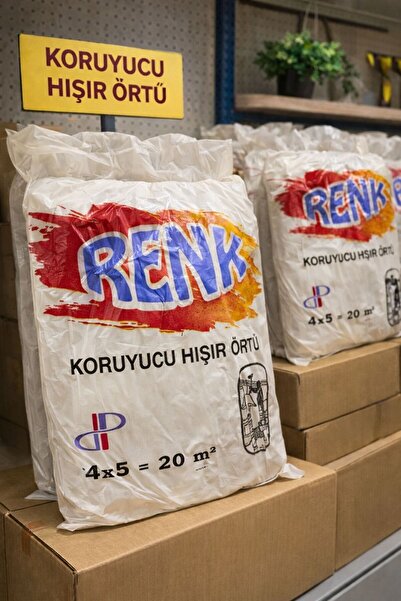 KORUYUCU
HIŞIR ÖRTÜ
RENK
KORUYUCU HIŞIR ÖRTÜ
4x5 = 20 m²
RENK
KORUYUCU HIŞIR ÖRTÜ
4x5 = 20 m²